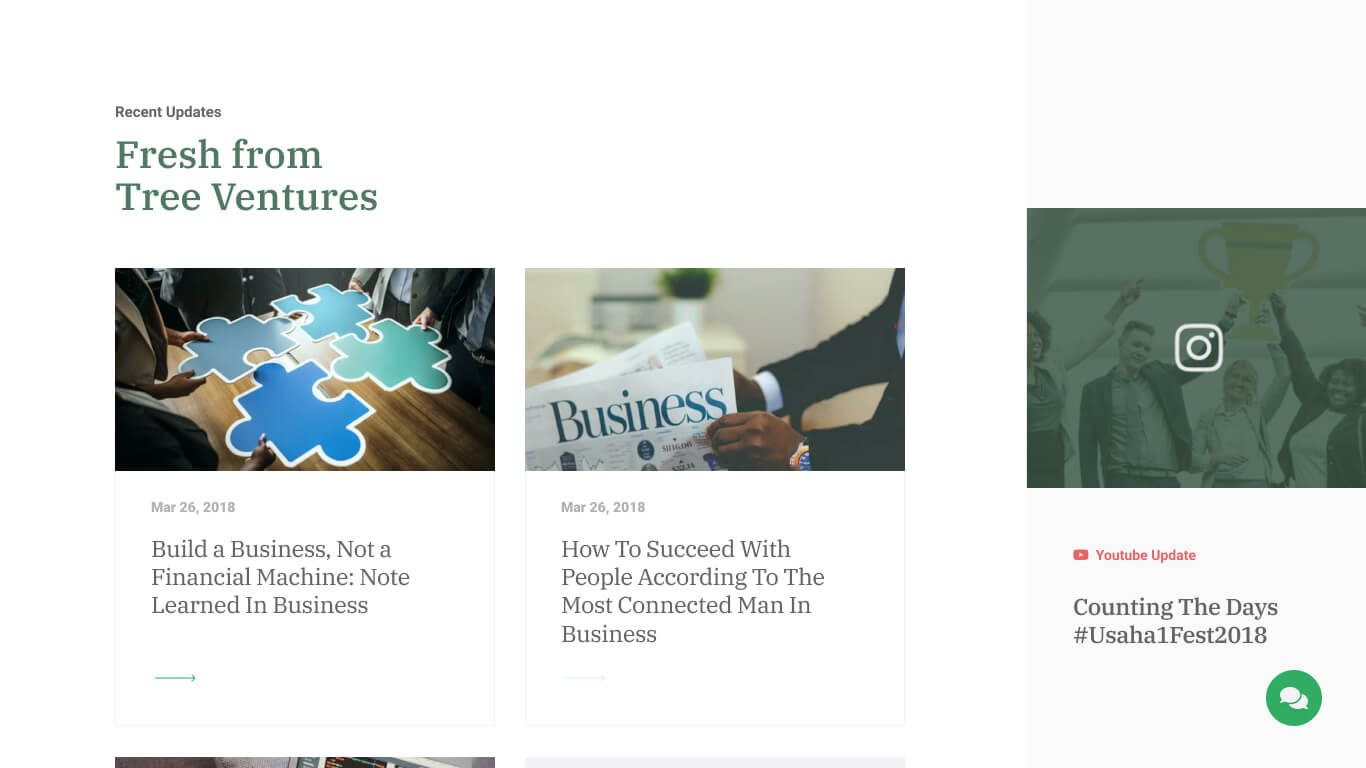 Recent Updates
Fresh from
Tree Ventures
Business
Mar 26, 2018
Build a Business, Not a
Financial Machine: Note
Learned In Business
Mar 26, 2018
How To Succeed With
People According To The
Most Connected Man In
Business
Youtube Update
Counting The Days
#Usaha1Fest2018